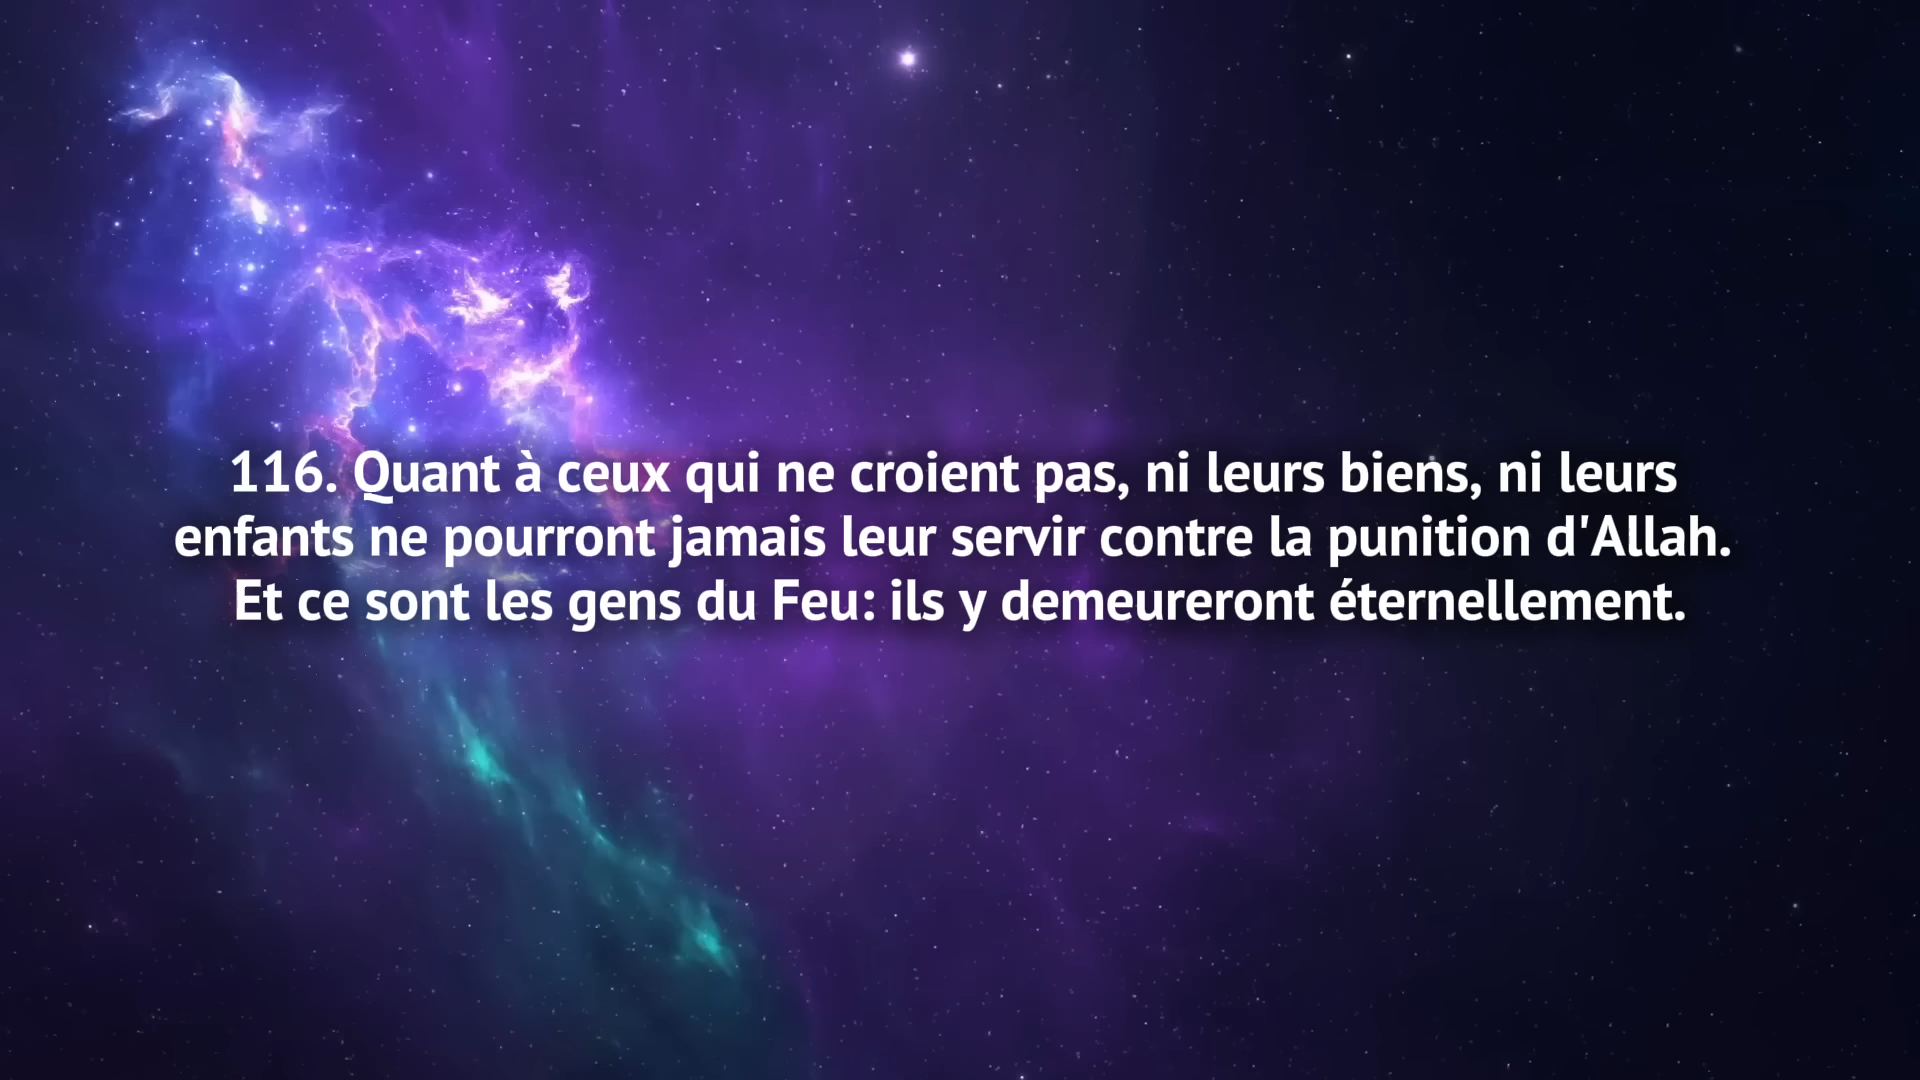 116. Quant à ceux qui ne croient pas, ni leurs biens, ni leurs
enfants ne pourront jamais leur servir contre la punition d'Allah.
Et ce sont les gens du Feu: ils y demeureront éternellement.